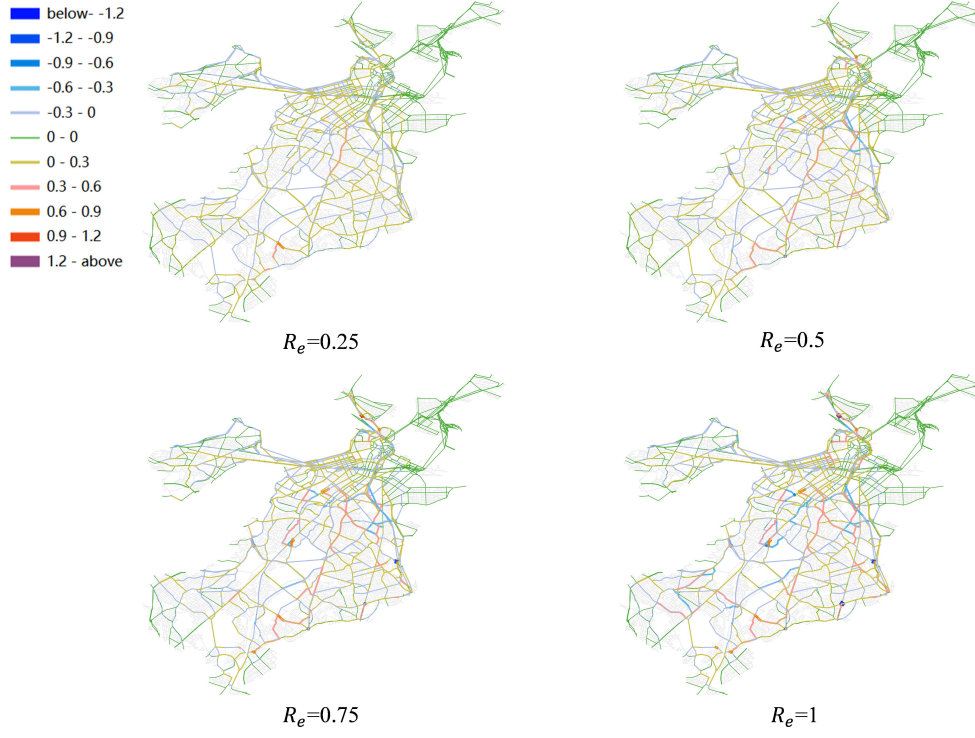 below- -1.2
-1.2 - -0.9
-0.9 - -0.6
-0.6 - -0.3
-0.3 - 0
0 - 0
0 - 0.3
0.3 - 0.6
0.6 - 0.9
0.9 - 1.2
1.2 - above
Rₑ=0.25
Rₑ=0.5
Rₑ=0.75
Rₑ=1